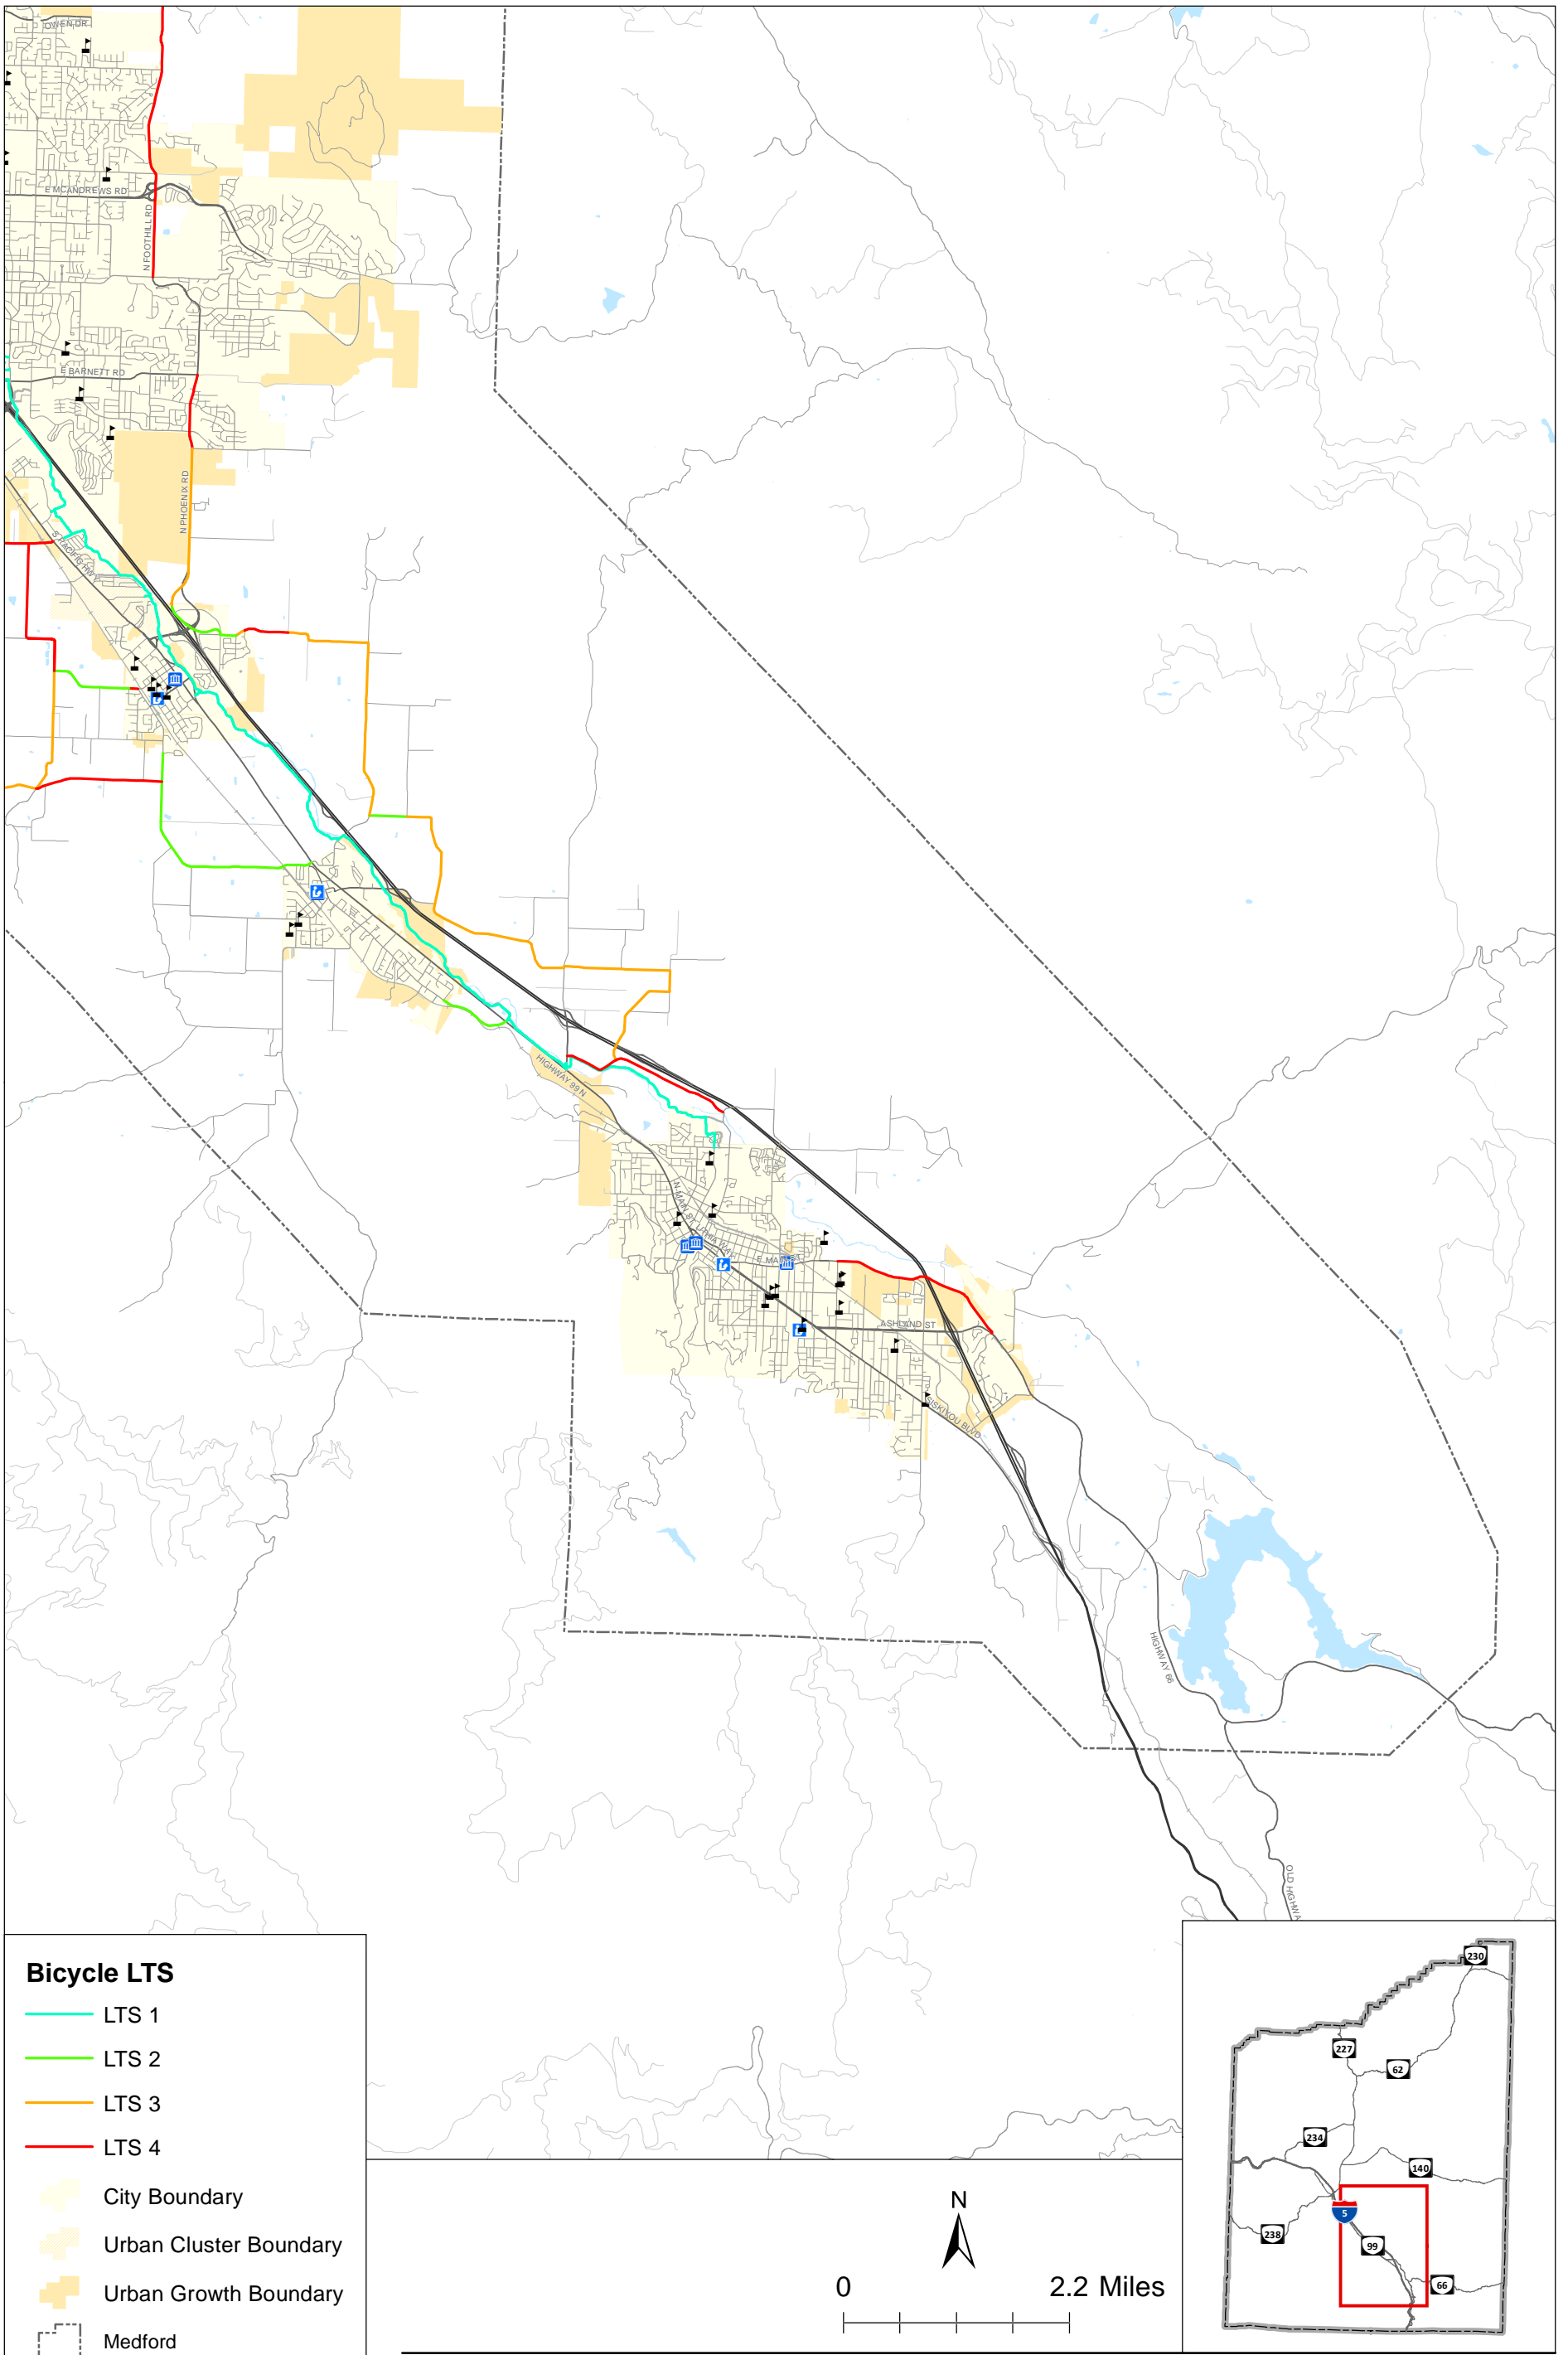 OWEN DR
E MCANDREWS RD
N FOOTHILL RD
E BARNETT RD
N PHOENIX RD
S PACIFIC HWY
HIGHWAY 99 N
N MAIN ST
LITHIA WAY
E MAIN ST
ASHLAND ST
SISKIYOU BLVD
HIGHWAY 66
OLD HIGHWA
Bicycle LTS
LTS 1
LTS 2
LTS 3
LTS 4
City Boundary
Urban Cluster Boundary
Urban Growth Boundary
Medford
N
0 2.2 Miles
230
227
62
234
140
5
238
99
66